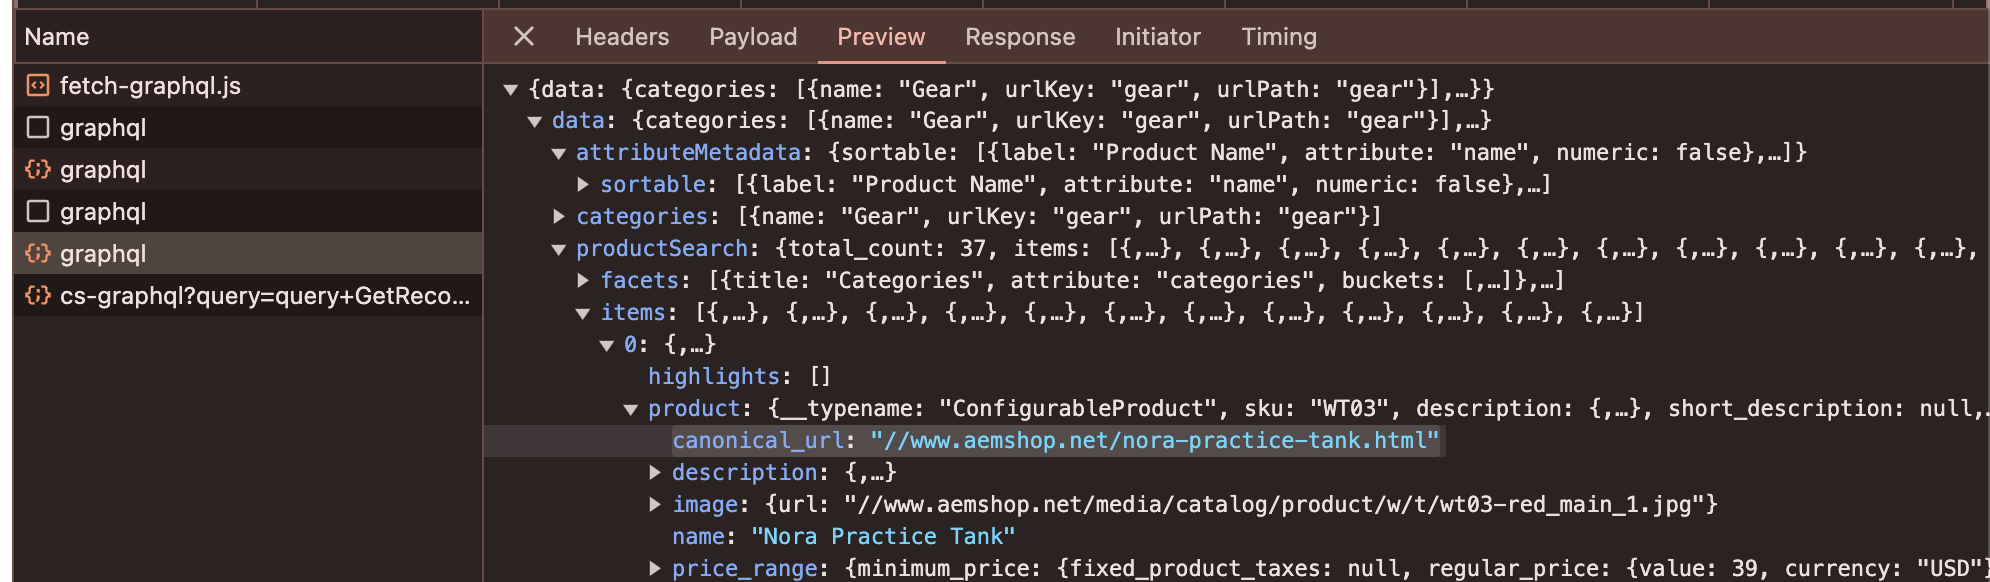 Name
Headers Payload Preview Response Initiator Timing
fetch-graphql.js
graphql
graphql
graphql
graphql
cs-graphql?query=query+GetReco...
{data: {categories: [{name: "Gear", urlKey: "gear", urlPath: "gear"}],…}}
data: {categories: [{name: "Gear", urlKey: "gear", urlPath: "gear"}],…}
attributeMetadata: {sortable: [{label: "Product Name", attribute: "name", numeric: false},…]}
sortable: [{label: "Product Name", attribute: "name", numeric: false},…]
categories: [{name: "Gear", urlKey: "gear", urlPath: "gear"}]
productSearch: {total_count: 37, items: [{,…}, {,…}, {,…}, {,…}, {,…}, {,…}, {,…}, {,…}, {,…}, {,…}, {,…},
facets: [{title: "Categories", attribute: "categories", buckets: [,…]},…]
items: [{,…}, {,…}, {,…}, {,…}, {,…}, {,…}, {,…}, {,…}, {,…}, {,…}, {,…}, {,…}]
0: {,…}
highlights: []
product: {__typename: "ConfigurableProduct", sku: "WT03", description: {,…}, short_description: null,…
canonical_url: "//www.aemshop.net/nora-practice-tank.html"
description: {,…}
image: {url: "//www.aemshop.net/media/catalog/product/w/t/wt03-red_main_1.jpg"}
name: "Nora Practice Tank"
price_range: {minimum_price: {fixed_product_taxes: null, regular_price: {value: 39, currency: "USD"}